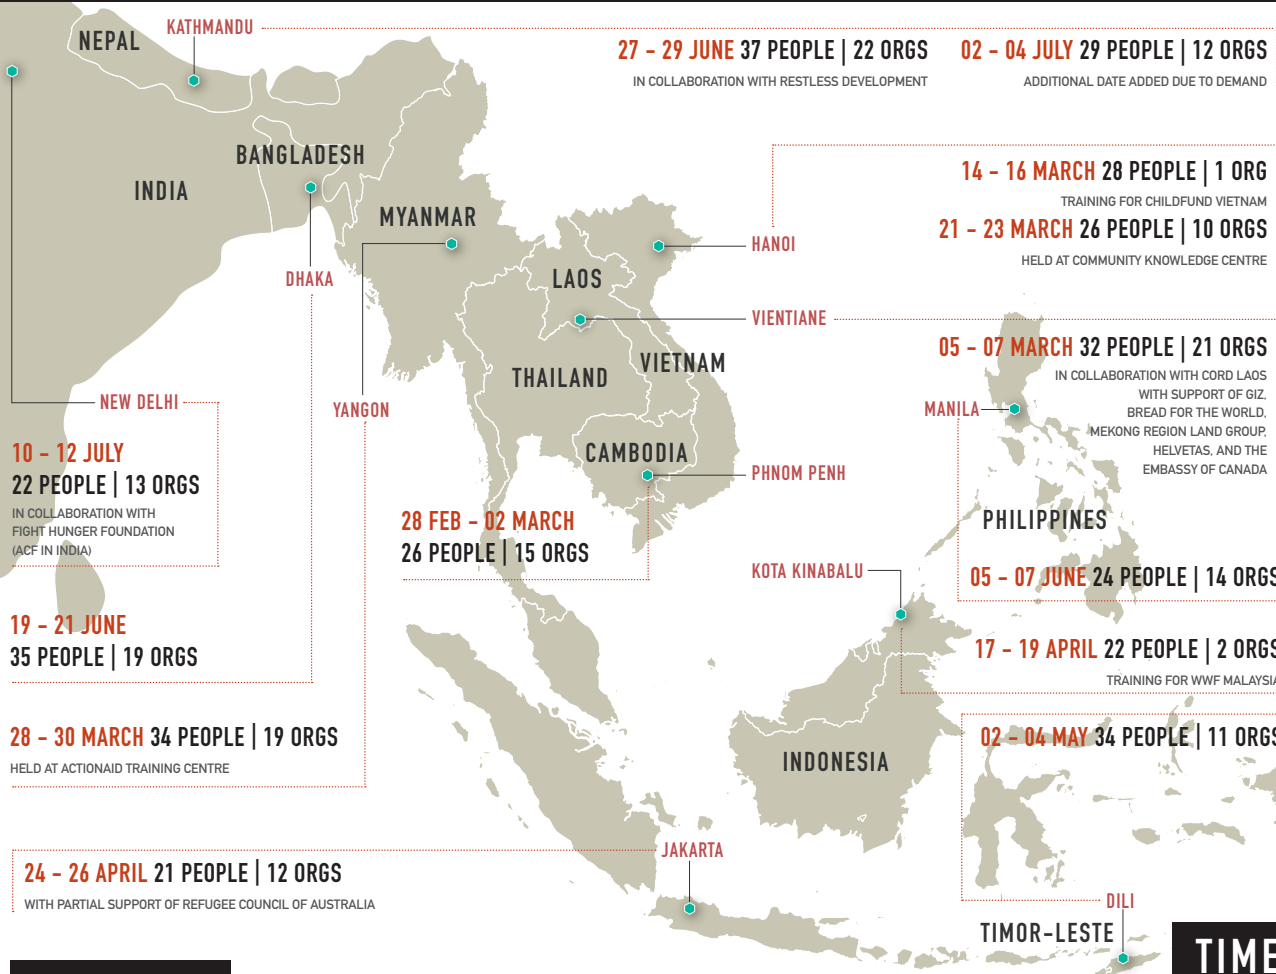 NEPAL
KATHMANDU
27 - 29 JUNE 37 PEOPLE | 22 ORGS
IN COLLABORATION WITH RESTLESS DEVELOPMENT
02 - 04 JULY 29 PEOPLE | 12 ORGS
ADDITIONAL DATE ADDED DUE TO DEMAND
BANGLADESH
INDIA
MYANMAR
14 - 16 MARCH 28 PEOPLE | 1 ORG
TRAINING FOR CHILDFUND VIETNAM
21 - 23 MARCH 26 PEOPLE | 10 ORGS
HELD AT COMMUNITY KNOWLEDGE CENTRE
HANOI
DHAKA
LAOS
VIENTIANE
05 - 07 MARCH 32 PEOPLE | 21 ORGS
IN COLLABORATION WITH CORD LAOS
WITH SUPPORT OF GIZ,
BREAD FOR THE WORLD,
MEKONG REGION LAND GROUP,
HELVETAS, AND THE
EMBASSY OF CANADA
VIETNAM
THAILAND
NEW DELHI
YANGON
MANILA
10 - 12 JULY
22 PEOPLE | 13 ORGS
IN COLLABORATION WITH
FIGHT HUNGER FOUNDATION
(ACF IN INDIA)
CAMBODIA
PHNOM PENH
28 FEB - 02 MARCH
26 PEOPLE | 15 ORGS
PHILIPPINES
KOTA KINABALU
05 - 07 JUNE 24 PEOPLE | 14 ORGS
19 - 21 JUNE
35 PEOPLE | 19 ORGS
17 - 19 APRIL 22 PEOPLE | 2 ORGS
TRAINING FOR WWF MALAYSIA
28 - 30 MARCH 34 PEOPLE | 19 ORGS
HELD AT ACTIONAID TRAINING CENTRE
02 - 04 MAY 34 PEOPLE | 11 ORGS
INDONESIA
JAKARTA
24 - 26 APRIL 21 PEOPLE | 12 ORGS
WITH PARTIAL SUPPORT OF REFUGEE COUNCIL OF AUSTRALIA
DILI
TIMOR-LESTE
TIME